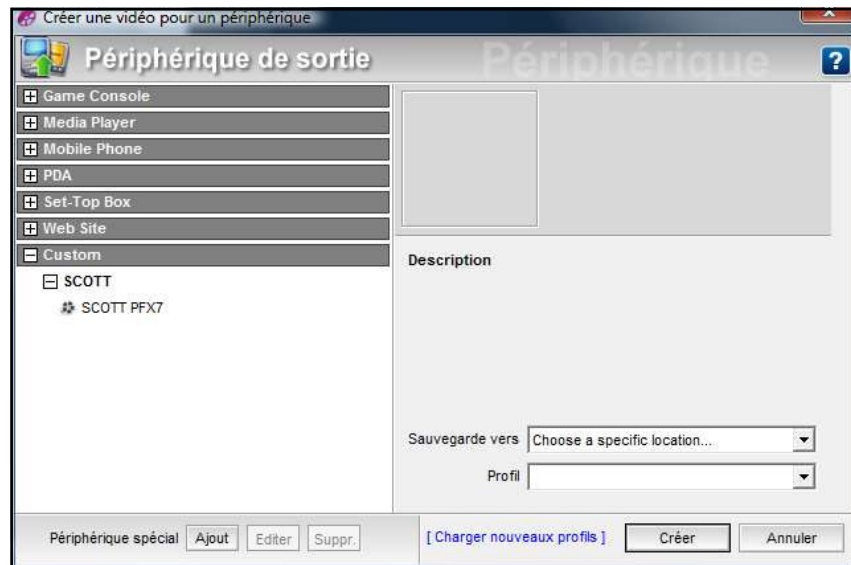 Créer une vidéo pour un périphérique
Périphérique de sortie
Périphérique
?
Game Console
Media Player
Mobile Phone
PDA
Set-Top Box
Web Site
Custom
SCOTT
SCOTT PFX7
Description
Sauvegarde vers Choose a specific location...
Profil
Périphérique spécial Ajout Editer Suppr. [ Charger nouveaux profils ] Créer Annuler